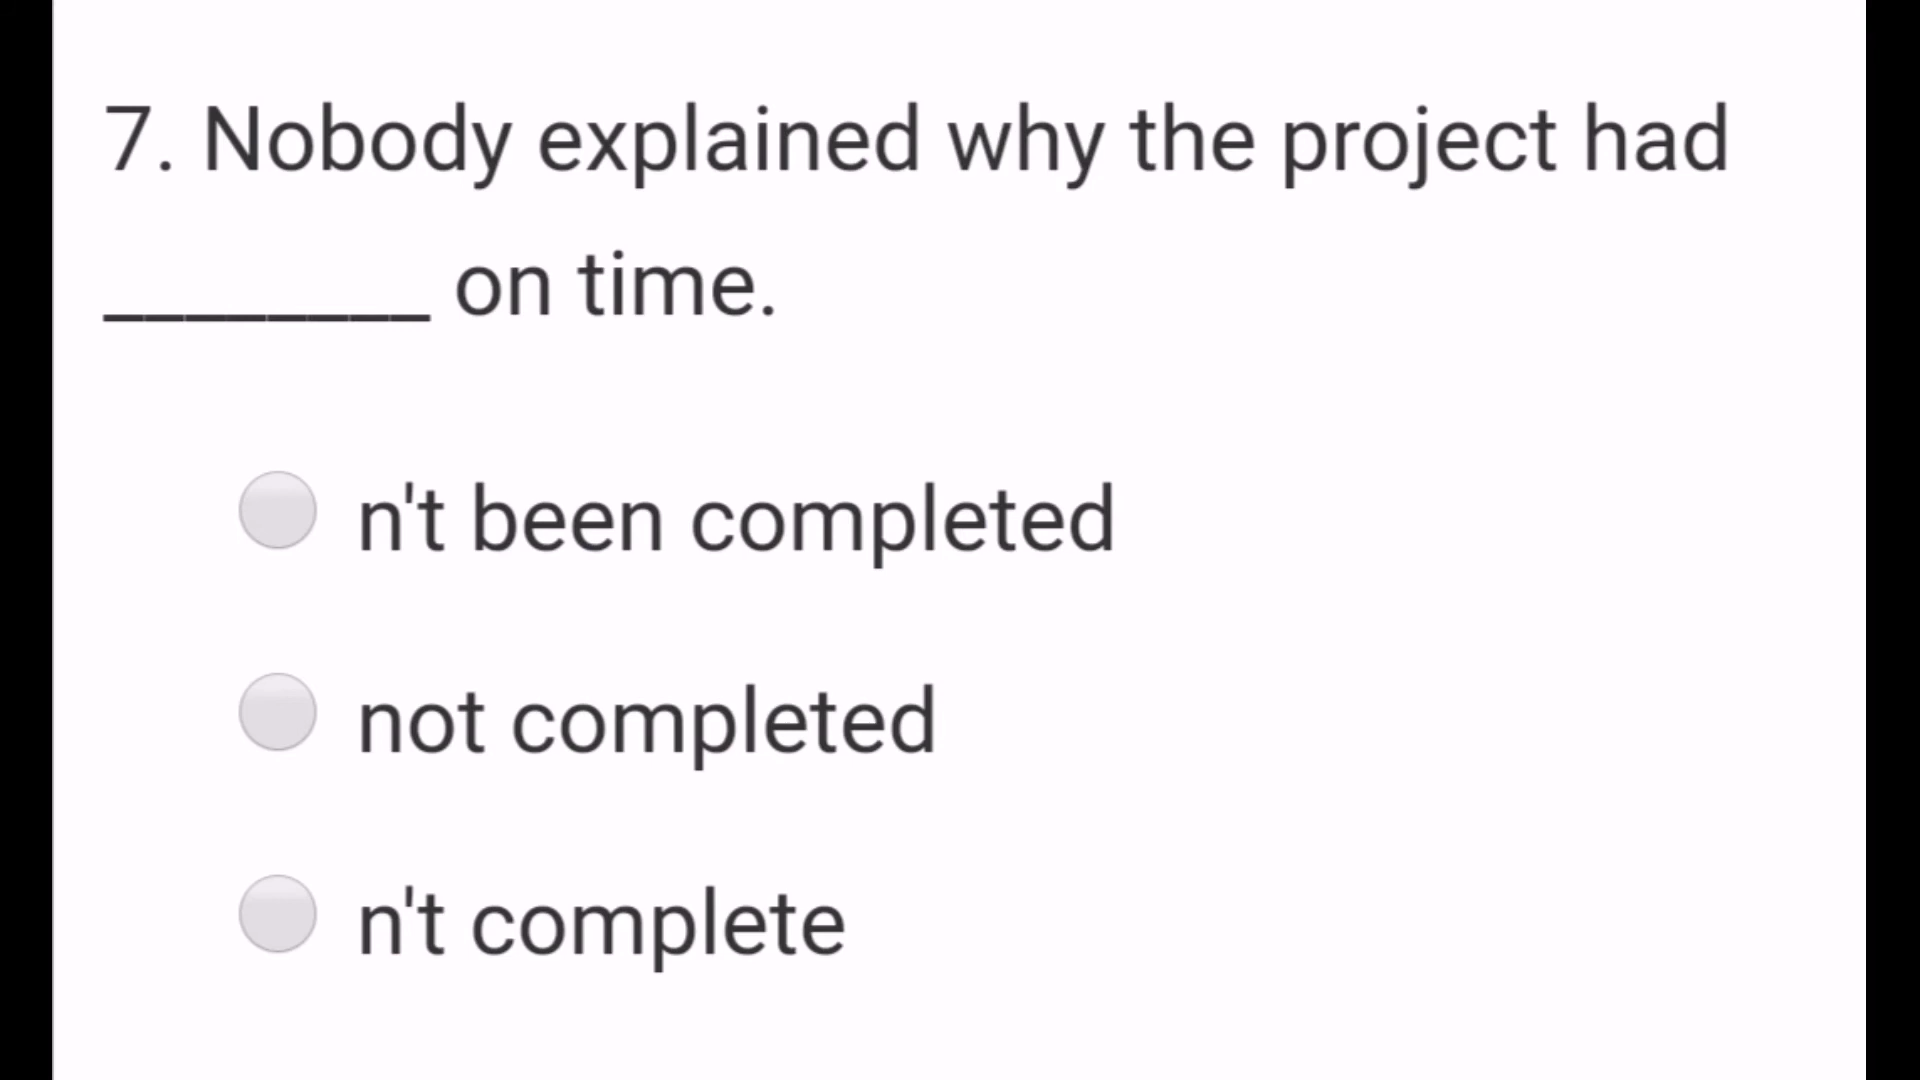 7. Nobody explained why the project had
________ on time.
n't been completed
not completed
n't complete